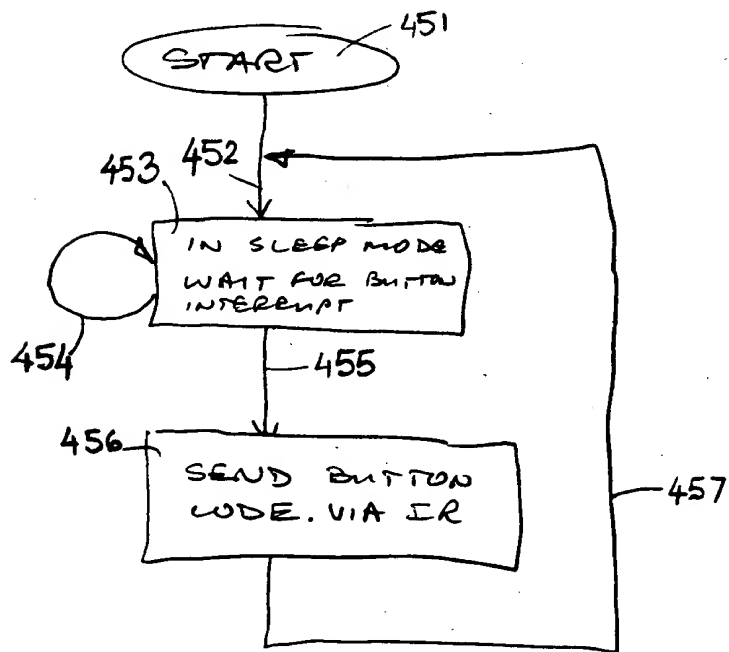 451
START
452
453
IN SLEEP MODE
WAIT FOR BUTTON
INTERRUPT
454
455
456
SEND BUTTON
CODE. VIA IR
457